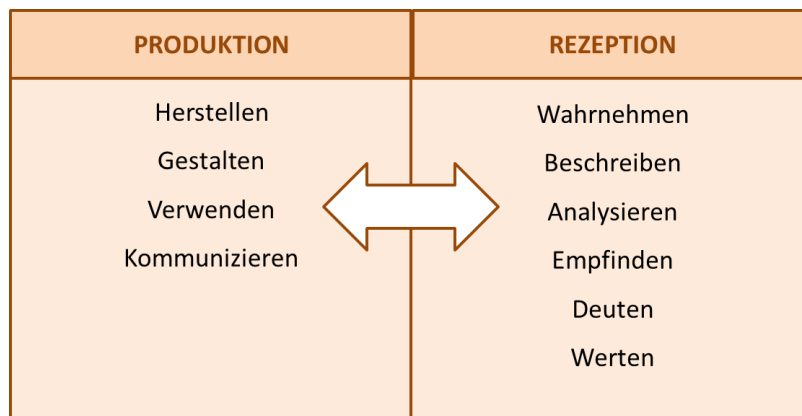 PRODUKTION
Herstellen
Gestalten
Verwenden
Kommunizieren
REZEPTION
Wahrnehmen
Beschreiben
Analysieren
Empfinden
Deuten
Werten